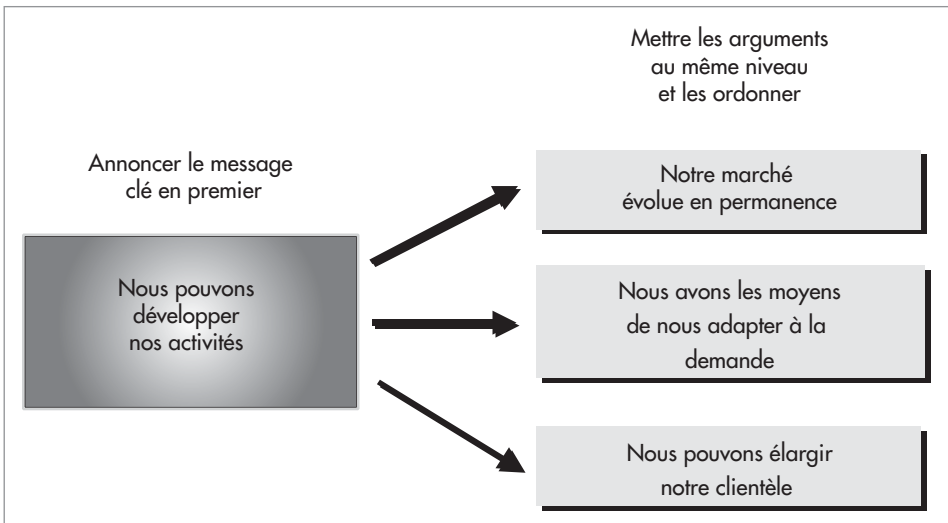 Mettre les arguments
au même niveau
et les ordonner
Annoncer le message
clé en premier
Nous pouvons
développer
nos activités
Notre marché
évolue en permanence
Nous avons les moyens
de nous adapter à la
demande
Nous pouvons élargir
notre clientèle